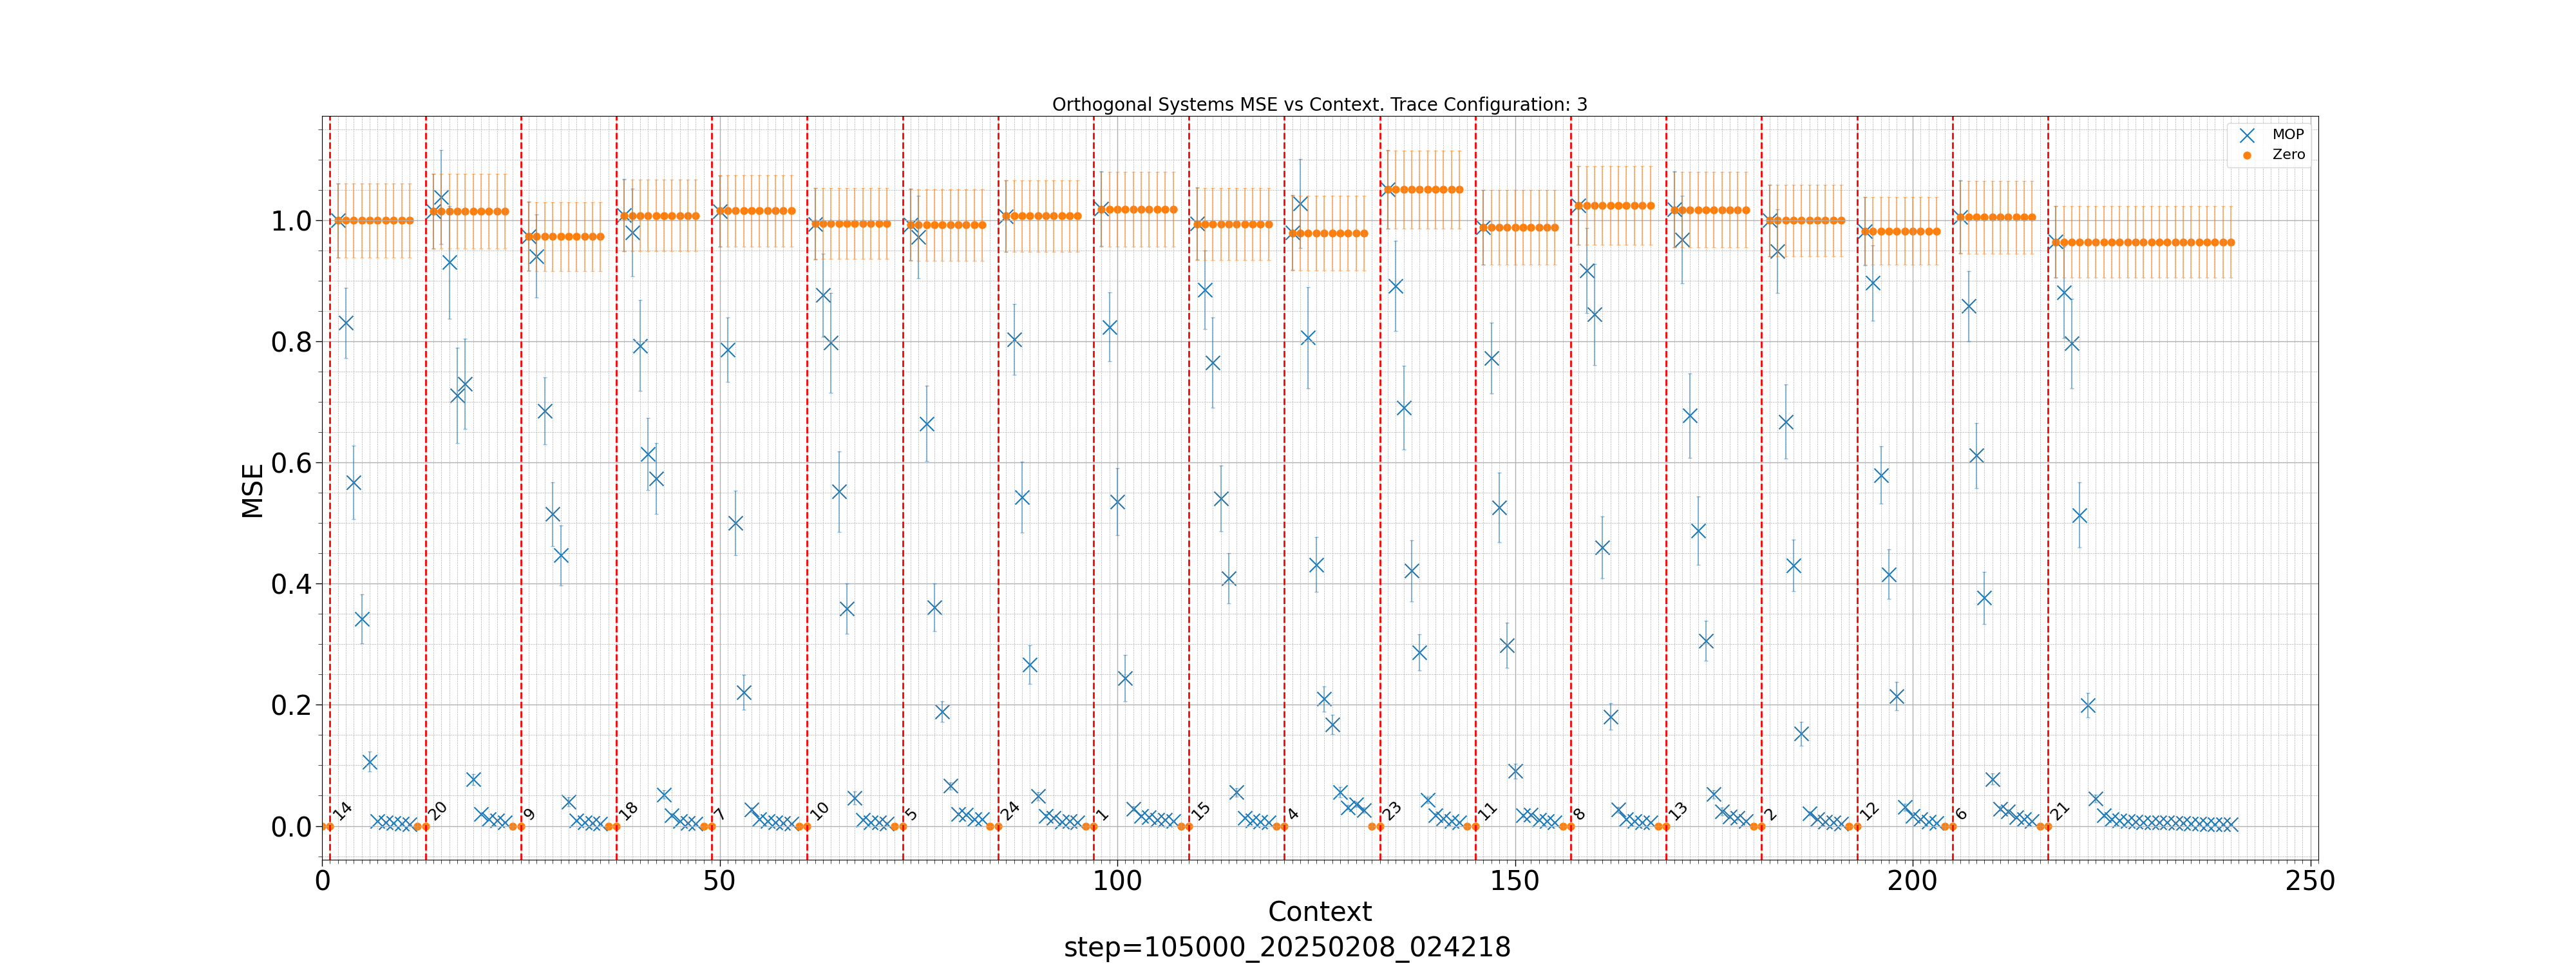 Orthogonal Systems MSE vs Context. Trace Configuration: 3
MOP
Zero
MSE
1.0
0.8
0.6
0.4
0.2
0.0
14 20 9 18 7 10 5 24 1 15 4 23 11 8 13 2 12 6 21
0 50 100 150 200 250
Context
step=105000_20250208_024218